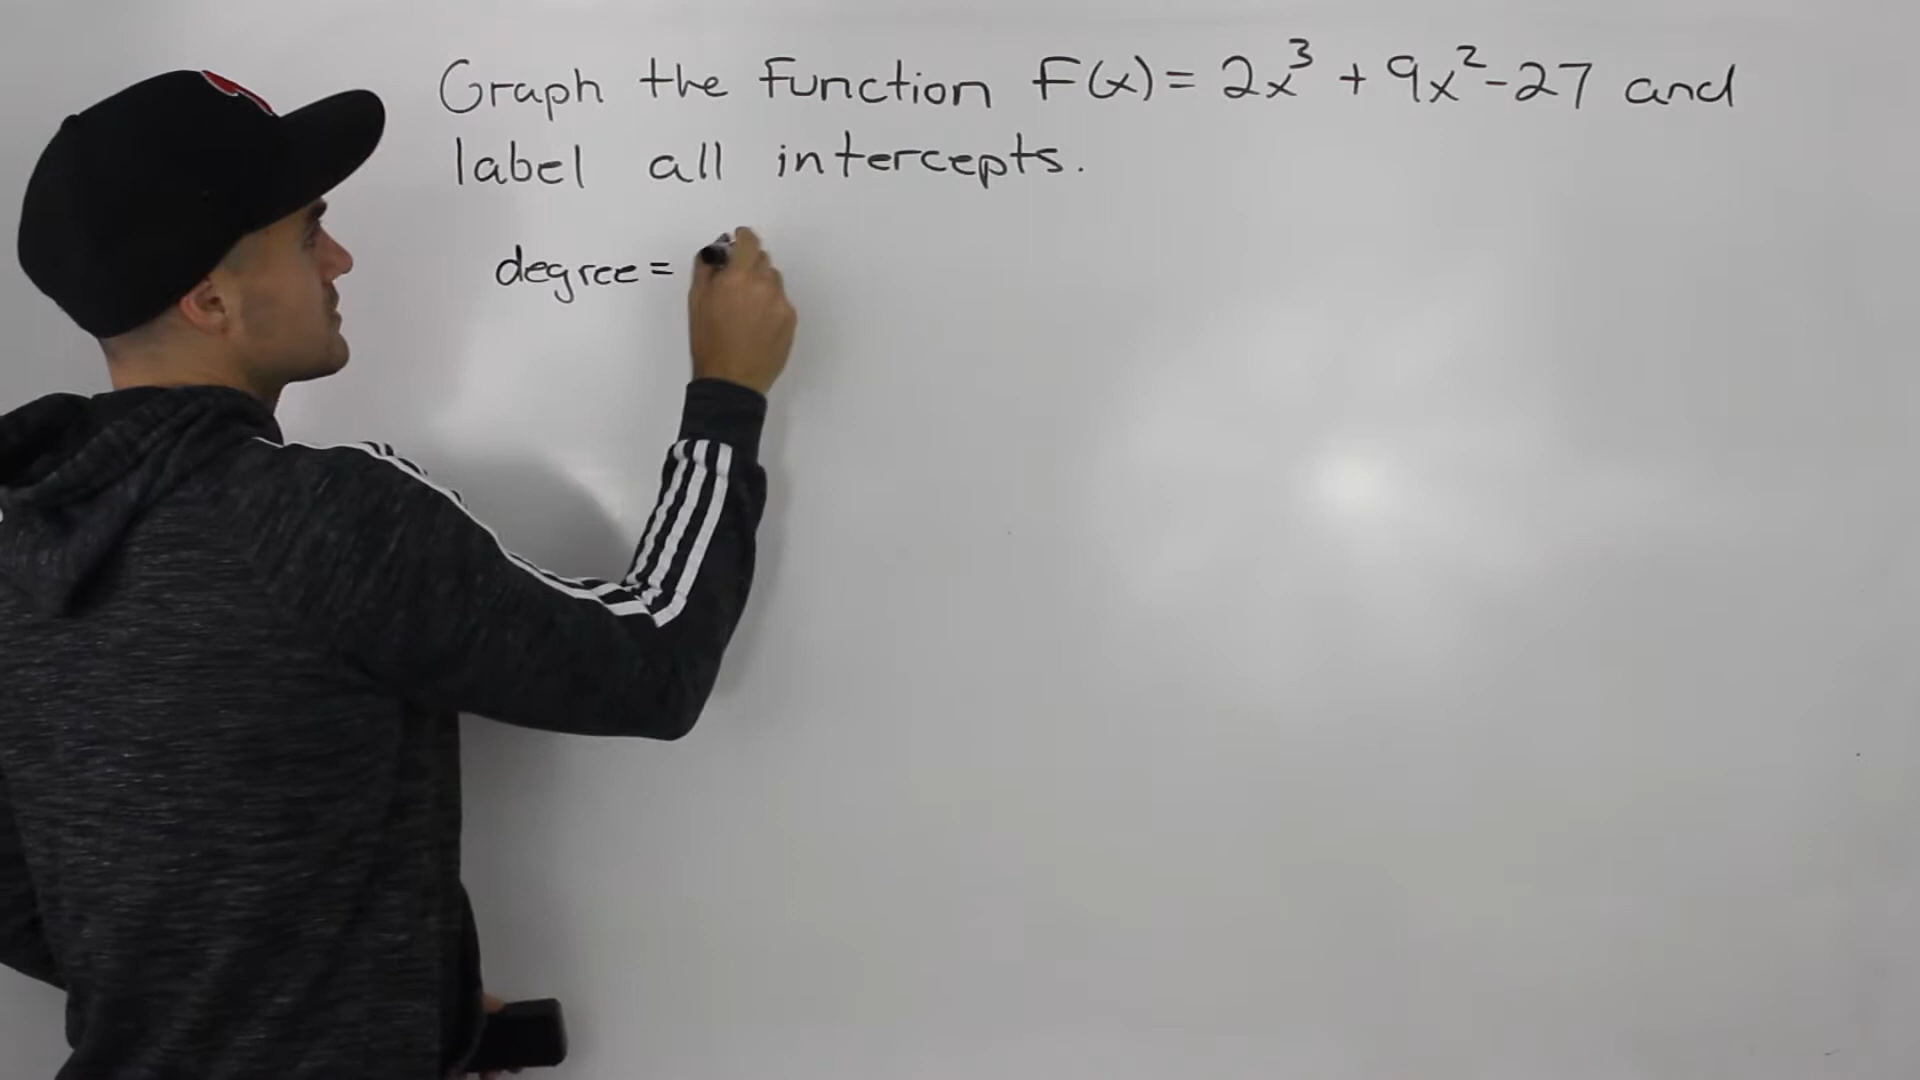 Graph the function F(x) = 2x³ + 9x² - 27 and
label all intercepts.
degree =